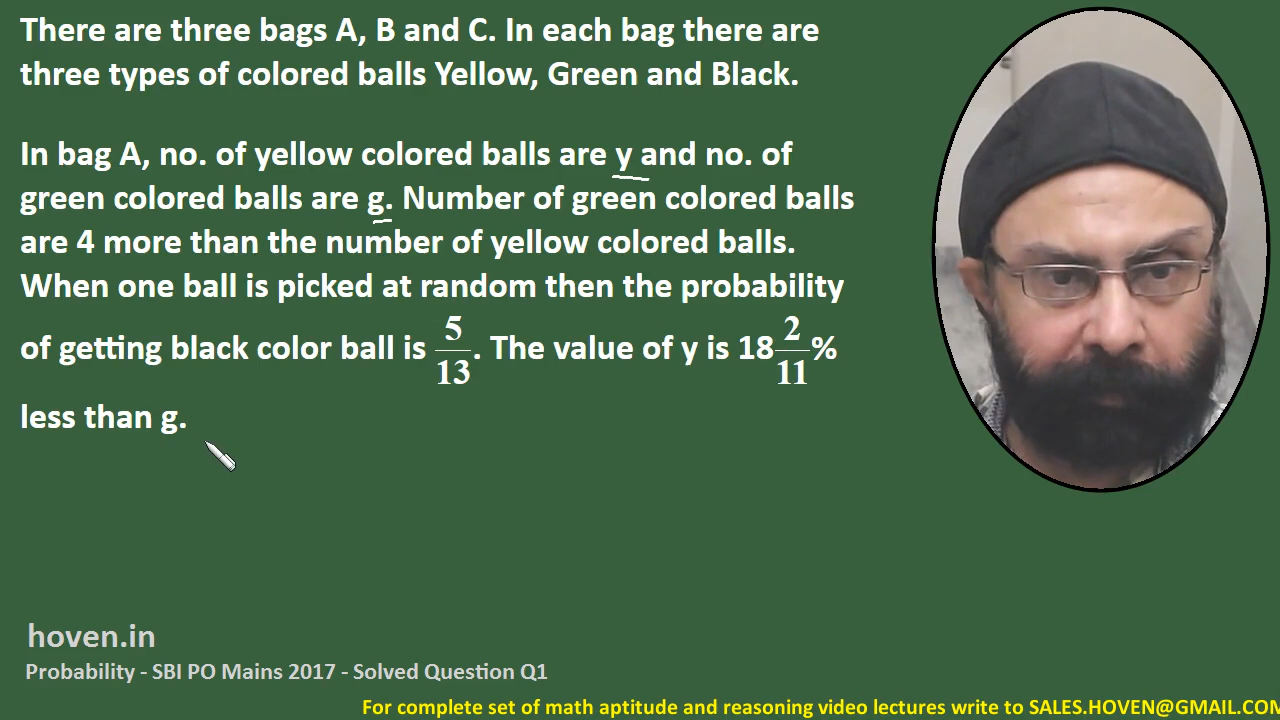 There are three bags A, B and C. In each bag there are
three types of colored balls Yellow, Green and Black.
In bag A, no. of yellow colored balls are y and no. of
green colored balls are g. Number of green colored balls
are 4 more than the number of yellow colored balls.
When one ball is picked at random then the probability
of getting black color ball is 5/13. The value of y is 18 2/11%
less than g.
hoven.in
Probability - SBI PO Mains 2017 - Solved Question Q1
For complete set of math aptitude and reasoning video lectures write to SALES.HOVEN@GMAIL.COM